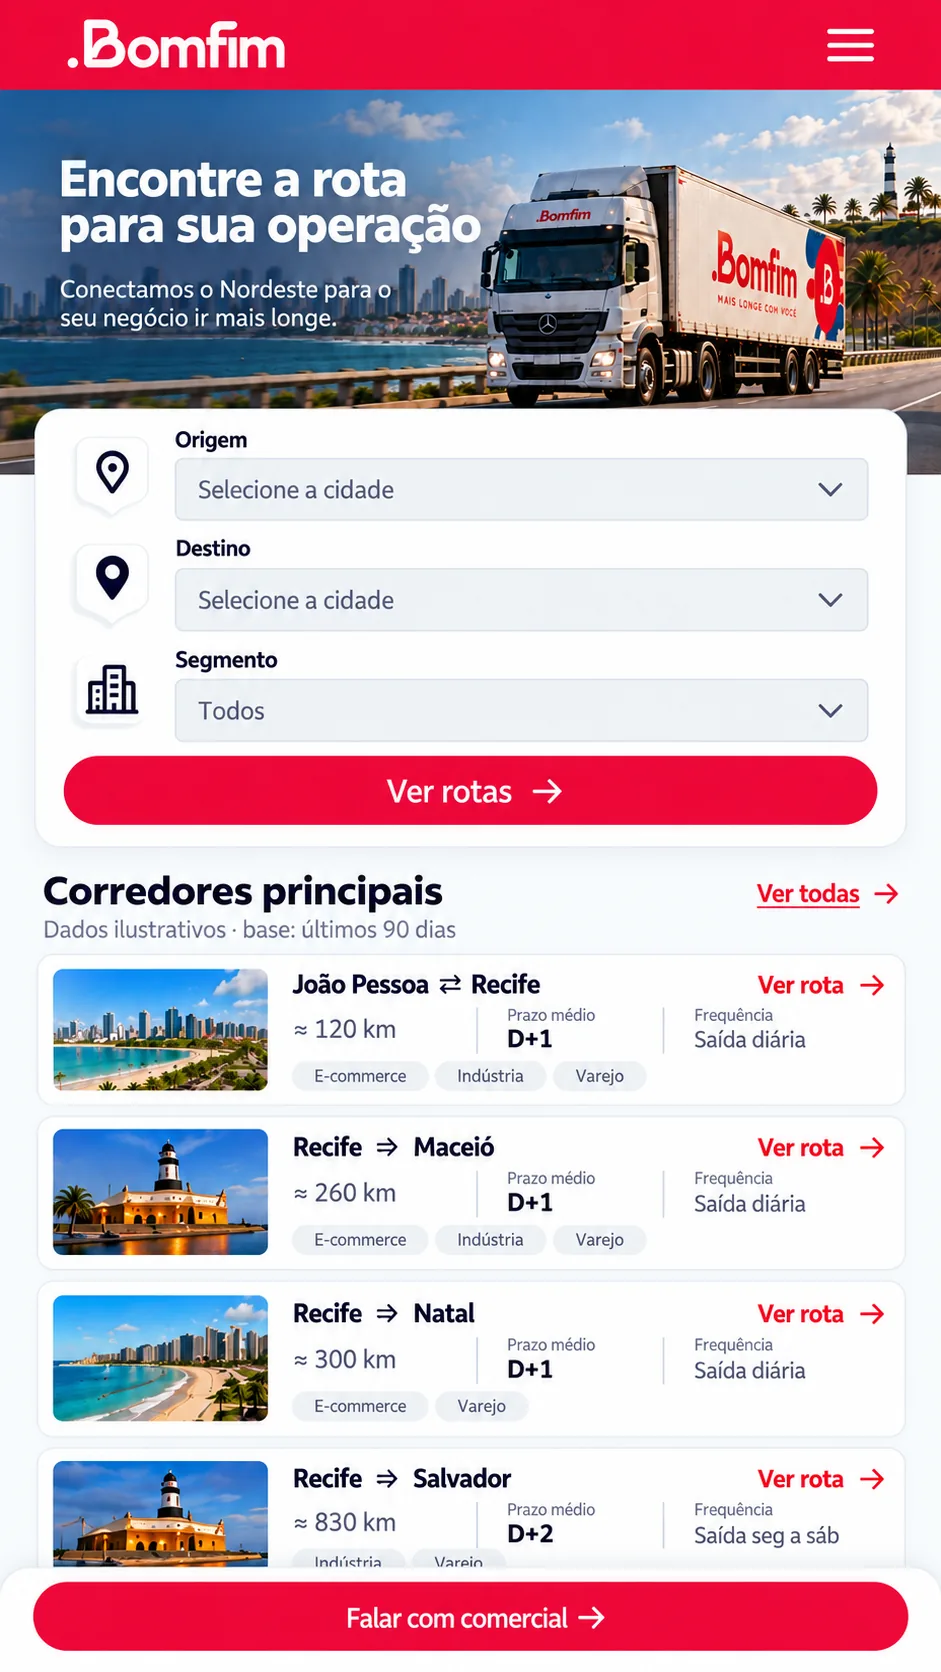 .Bomfim
Encontre a rota
para sua operação
Conectamos o Nordeste para o
seu negócio ir mais longe.
.Bomfim
.Bomfim
MAIS LONGE COM VOCÊ
.B
Origem
Selecione a cidade
Destino
Selecione a cidade
Segmento
Todos
Ver rotas →
Corredores principais
Ver todas →
Dados ilustrativos · base: últimos 90 dias
João Pessoa ⇄ Recife
Ver rota →
≈ 120 km
Prazo médio
D+1
Frequência
Saída diária
E-commerce Indústria Varejo
Recife ⇒ Maceió
Ver rota →
≈ 260 km
Prazo médio
D+1
Frequência
Saída diária
E-commerce Indústria Varejo
Recife ⇒ Natal
Ver rota →
≈ 300 km
Prazo médio
D+1
Frequência
Saída diária
E-commerce Varejo
Recife ⇒ Salvador
Ver rota →
≈ 830 km
Prazo médio
D+2
Frequência
Saída seg a sáb
Indústria Varejo
Falar com comercial →